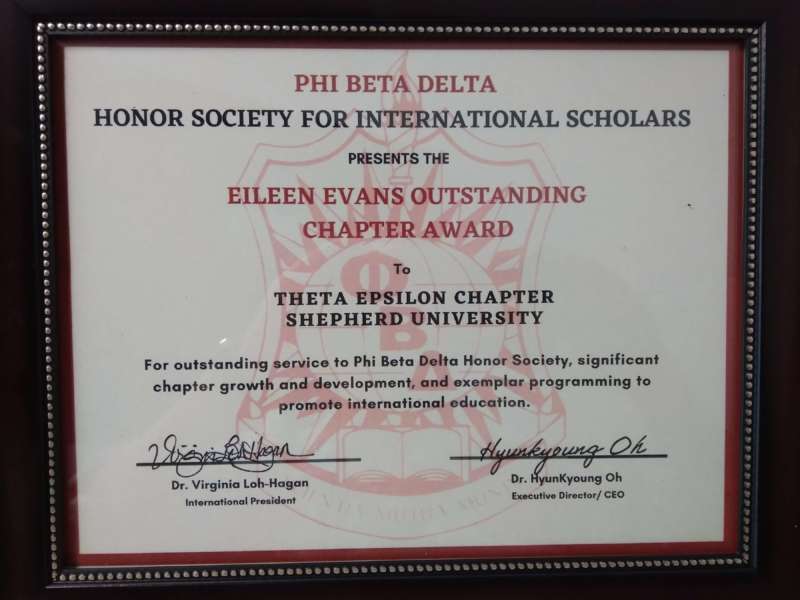 PHI BETA DELTA
HONOR SOCIETY FOR INTERNATIONAL SCHOLARS
PRESENTS THE
EILEEN EVANS OUTSTANDING
CHAPTER AWARD
To
THETA EPSILON CHAPTER
SHEPHERD UNIVERSITY
ΦΒΔ
For outstanding service to Phi Beta Delta Honor Society, significant
chapter growth and development, and exemplar programming to
promote international education.
Virginia Loh-Hagan
Hyunkyoung Oh
Dr. Virginia Loh-Hagan
Dr. HyunKyoung Oh
International President
Executive Director/ CEO